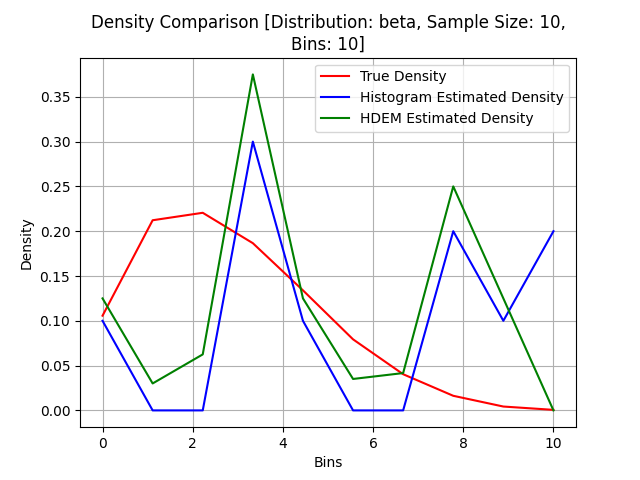 Density Comparison [Distribution: beta, Sample Size: 10,
Bins: 10]
True Density
Histogram Estimated Density
HDEM Estimated Density
Density
0.35
0.30
0.25
0.20
0.15
0.10
0.05
0.00
0 2 4 6 8 10
Bins